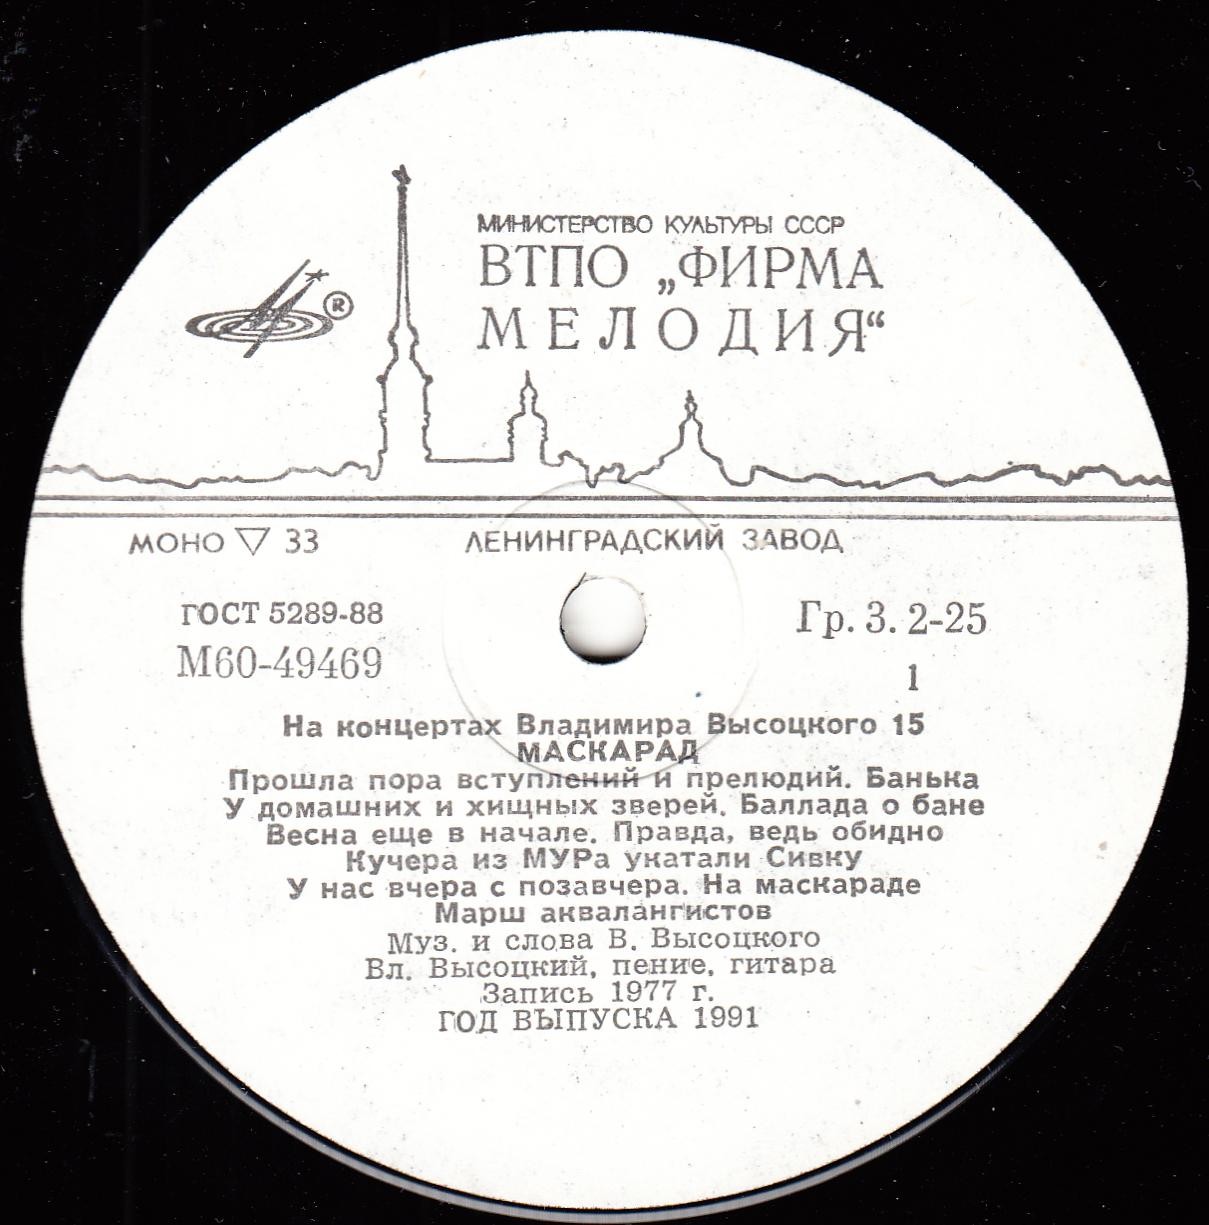 МИНИСТЕРСТВО КУЛЬТУРЫ СССР
ВТПО „ФИРМА
МЕЛОДИЯ“
®
МОНО ▽ 33
ЛЕНИНГРАДСКИЙ ЗАВОД
ГОСТ 5289-88
М60-49469
Гр. 3. 2-25
1
На концертах Владимира Высоцкого 15
МАСКАРАД
Прошла пора вступлений и прелюдий. Банька
У домашних и хищных зверей. Баллада о бане
Весна еще в начале. Правда, ведь обидно
Кучера из МУРа укатали Сивку
У нас вчера с позавчера. На маскараде
Марш аквалангистов
Муз. и слова В. Высоцкого
Вл. Высоцкий, пение, гитара
Запись 1977 г.
ГОД ВЫПУСКА 1991